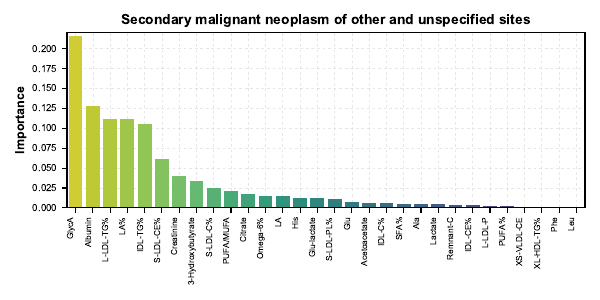 Secondary malignant neoplasm of other and unspecified sites
Importance
0.200
0.175
0.150
0.125
0.100
0.075
0.050
0.025
0.000
GlycA
Albumin
L-LDL-TG%
LA%
IDL-TG%
S-LDL-CE%
Creatinine
3-Hydroxybutyrate
S-LDL-C%
PUFA/MUFA
Citrate
Omega-6%
LA
His
Glu-lactate
S-LDL-PL%
Glu
Acetoacetate
IDL-C%
SFA%
Ala
Lactate
Remnant-C
IDL-CE%
L-LDL-P
PUFA%
XS-VLDL-CE
XL-HDL-TG%
Phe
Leu